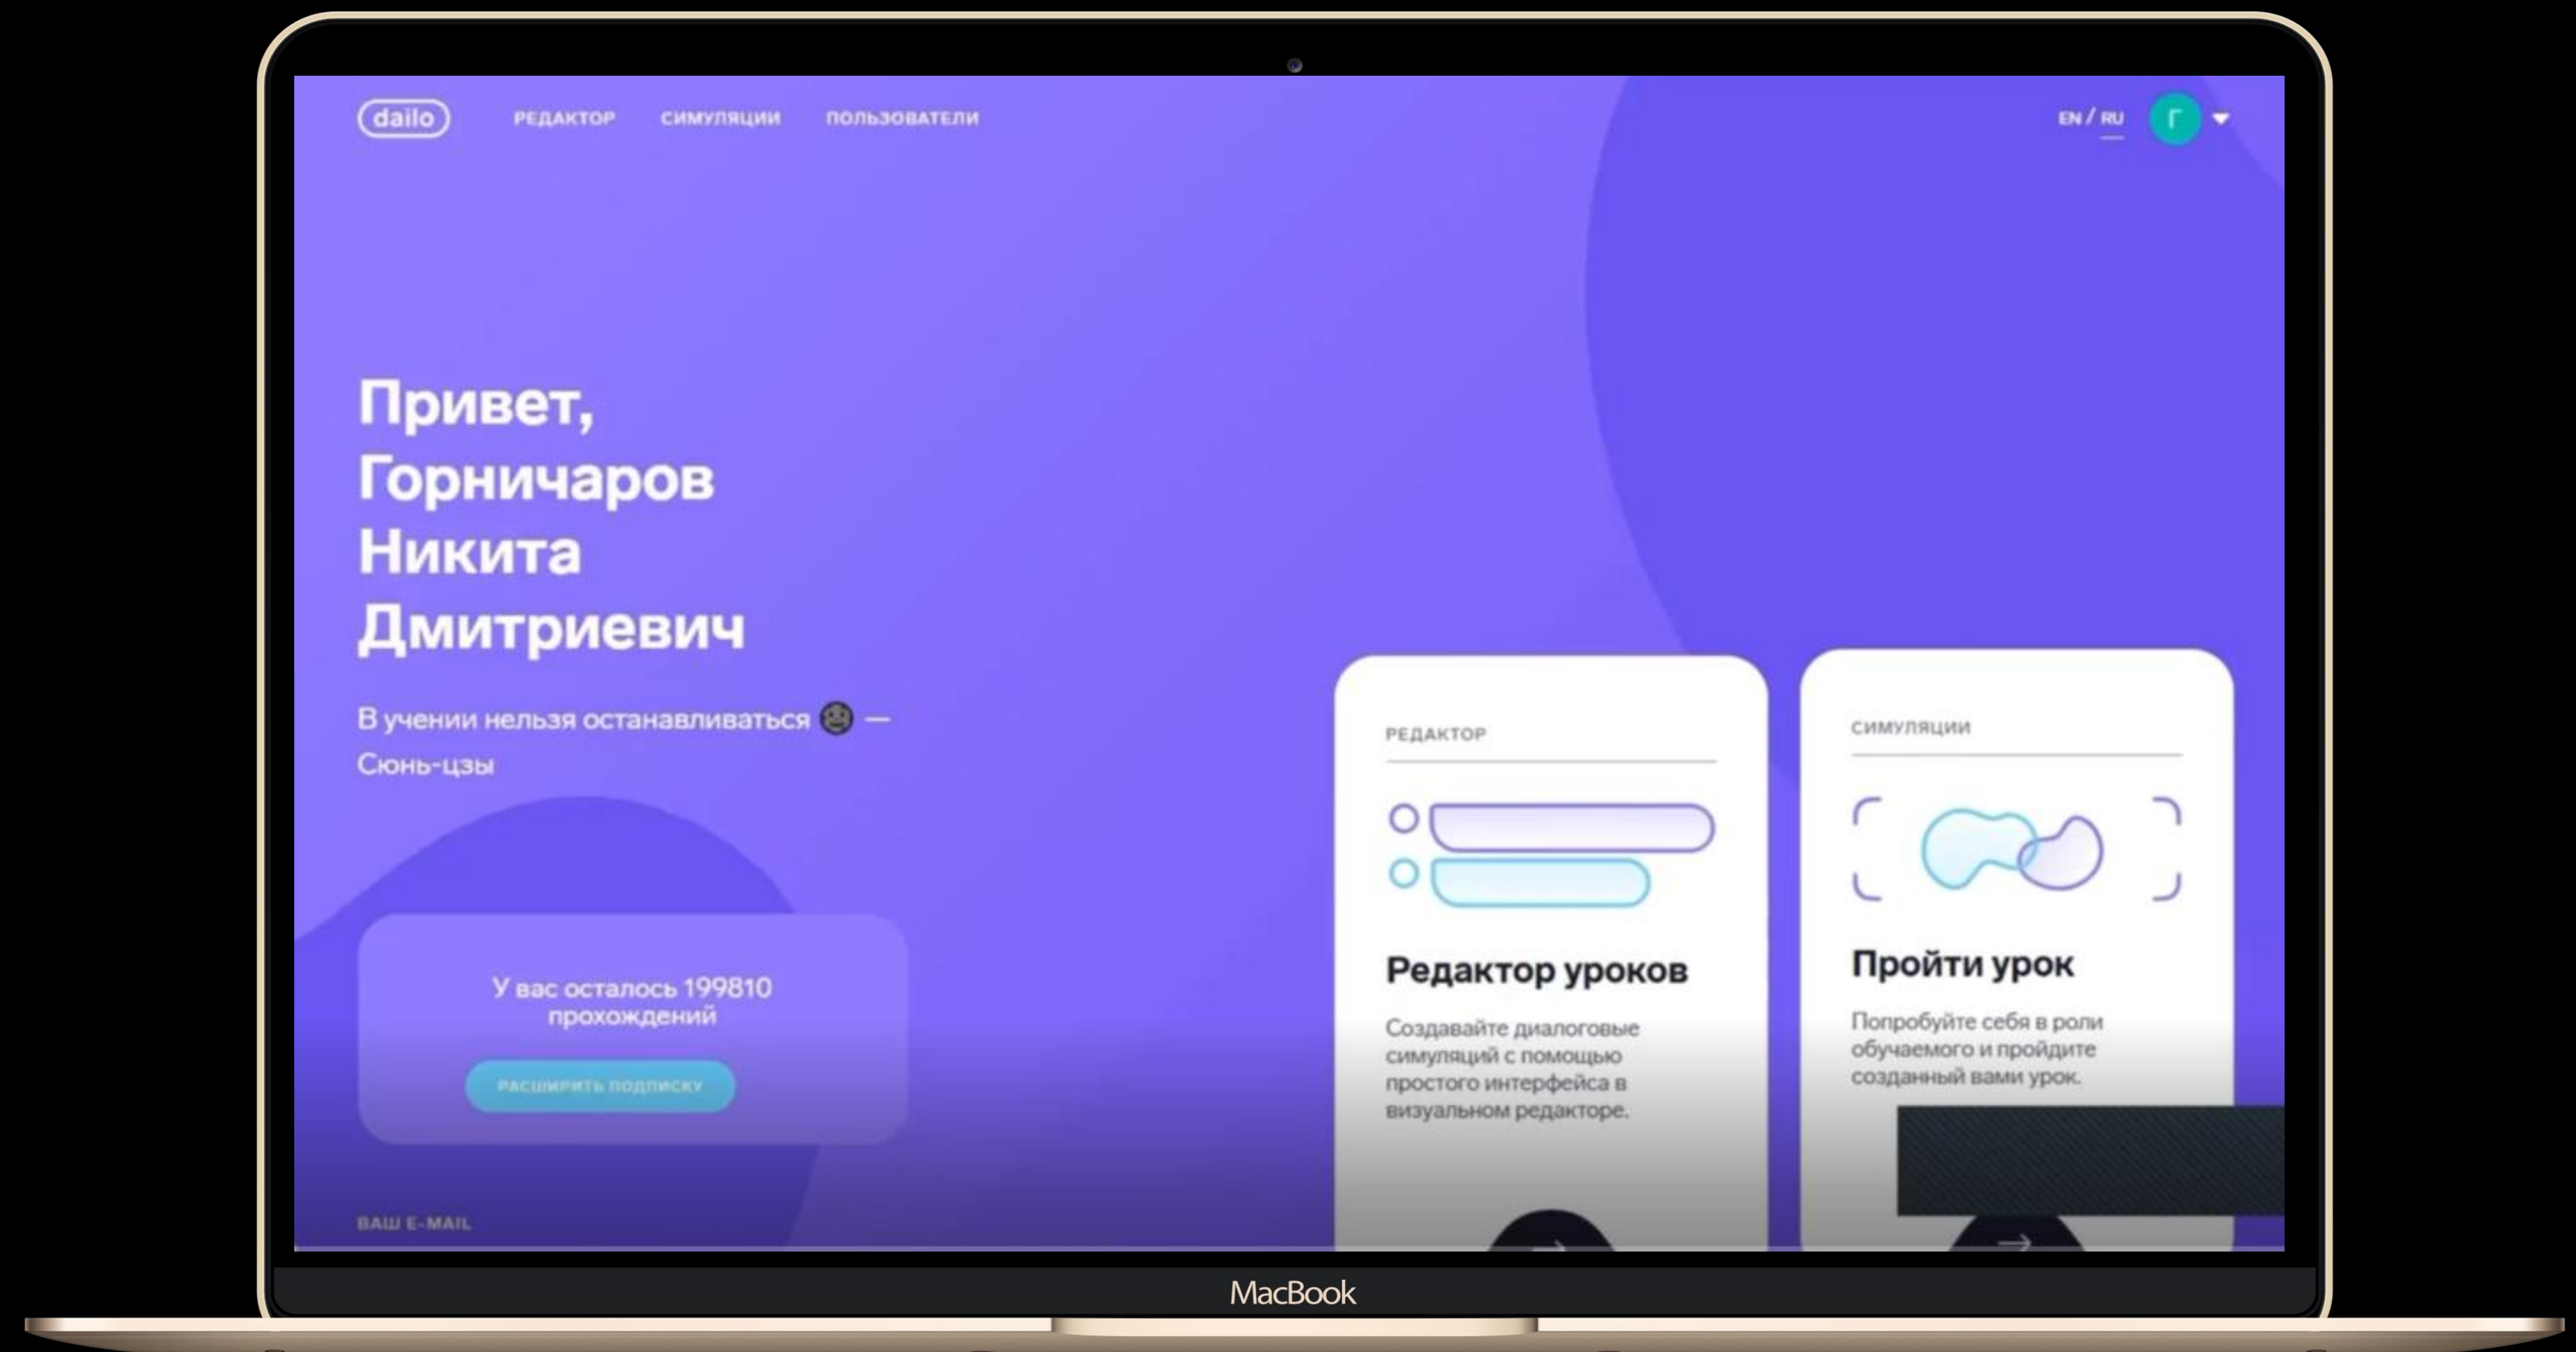 dailo
РЕДАКТОР
СИМУЛЯЦИИ
ПОЛЬЗОВАТЕЛИ
EN / RU
Г
Привет,
Горничаров
Никита
Дмитриевич
В учении нельзя останавливаться —
Сюнь-цзы
У вас осталось 199810
прохождений
РАСШИРИТЬ ПОДПИСКУ
ВАШ E-MAIL
РЕДАКТОР
Редактор уроков
Создавайте диалоговые
симуляций с помощью
простого интерфейса в
визуальном редакторе.
СИМУЛЯЦИИ
Пройти урок
Попробуйте себя в роли
обучаемого и пройдите
созданный вами урок.
MacBook